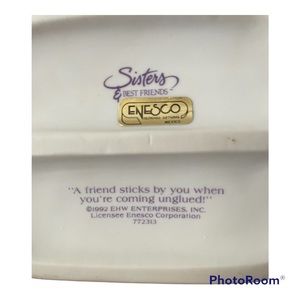 Sisters
& BEST FRIENDS
ENESCO
MEXICO
"A friend sticks by you when
you're coming unglued!"
©1992 EHW ENTERPRISES, INC.
Licensee Enesco Corporation
772313
PhotoRoom